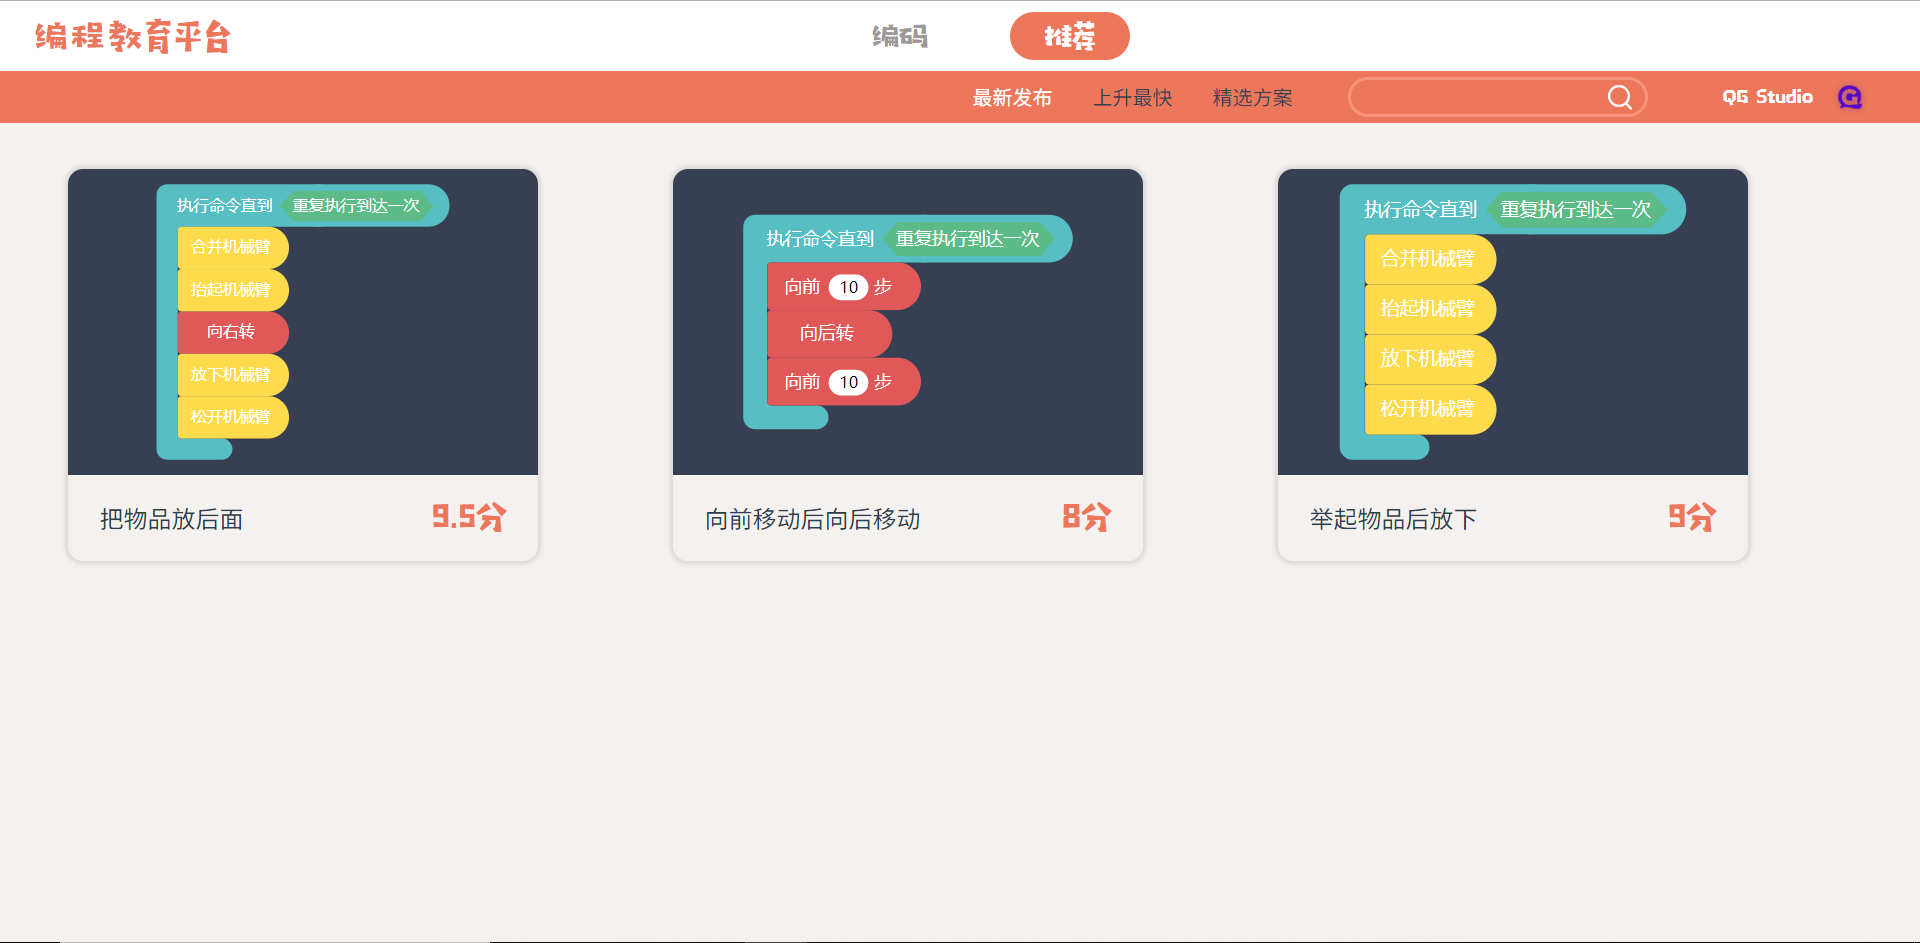 编程教育平台
编码
推荐
最新发布
上升最快
精选方案
QG Studio
执行命令直到 重复执行到达一次
合并机械臂
抬起机械臂
向右转
放下机械臂
松开机械臂
把物品放后面
9.5分
执行命令直到 重复执行到达一次
向前 10 步
向后转
向前 10 步
向前移动后向后移动
8分
执行命令直到 重复执行到达一次
合并机械臂
抬起机械臂
放下机械臂
松开机械臂
举起物品后放下
9分